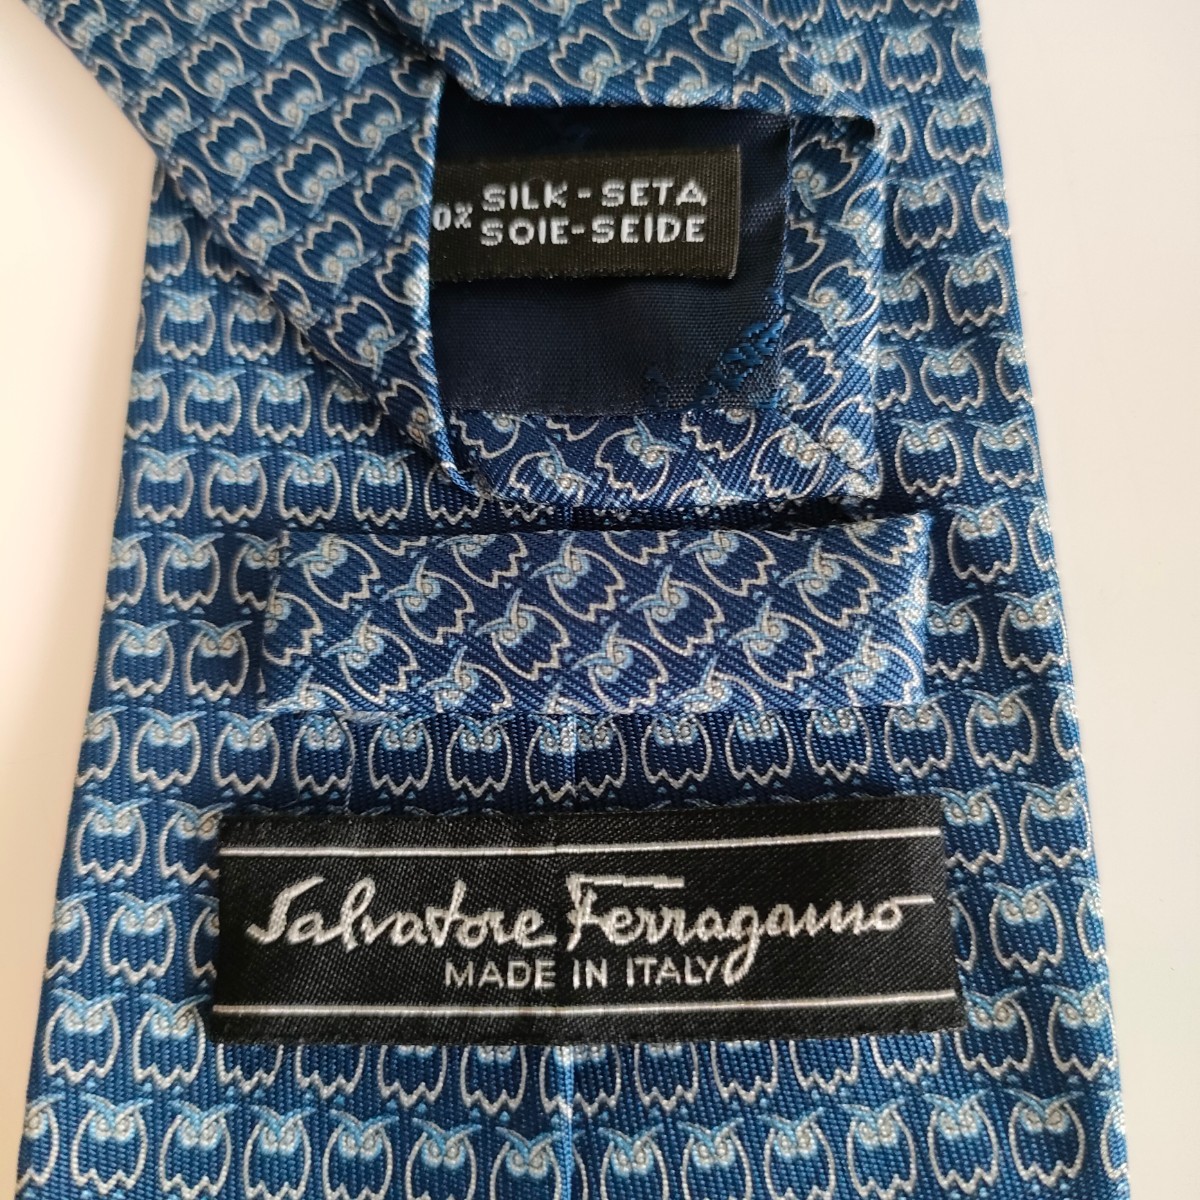 0% SILK - SETA
SOIE-SEIDE
Salvatore Ferragamo
MADE IN ITALY